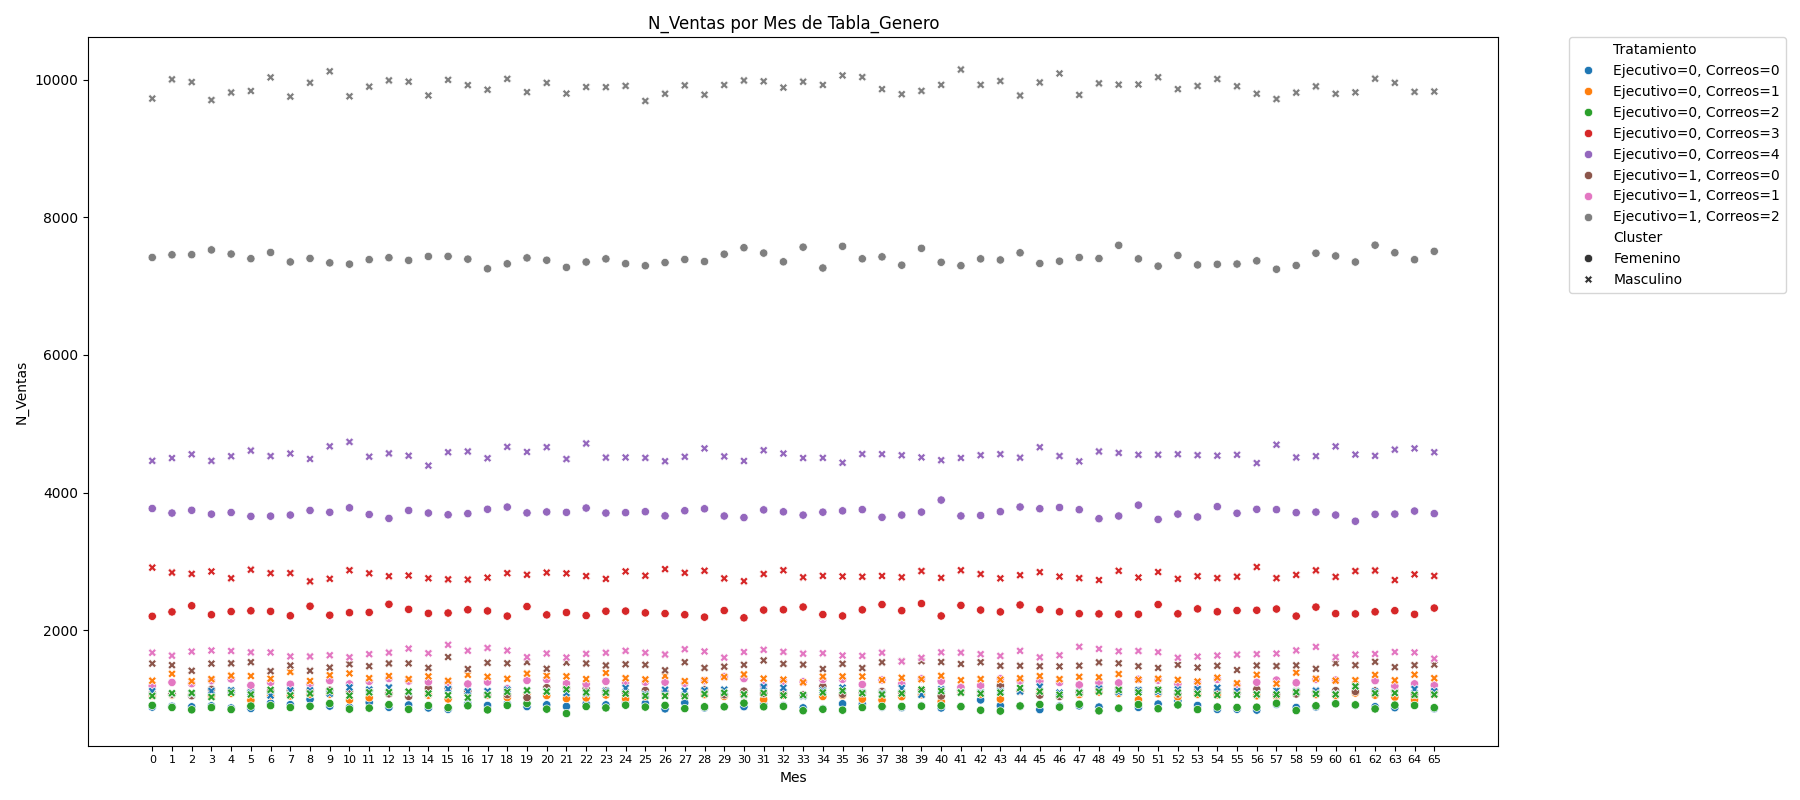 N_Ventas por Mes de Tabla_Genero
N_Ventas
10000
8000
6000
4000
2000
0 1 2 3 4 5 6 7 8 9 10 11 12 13 14 15 16 17 18 19 20 21 22 23 24 25 26 27 28 29 30 31 32 33 34 35 36 37 38 39 40 41 42 43 44 45 46 47 48 49 50 51 52 53 54 55 56 57 58 59 60 61 62 63 64 65
Mes
Tratamiento
Ejecutivo=0, Correos=0
Ejecutivo=0, Correos=1
Ejecutivo=0, Correos=2
Ejecutivo=0, Correos=3
Ejecutivo=0, Correos=4
Ejecutivo=1, Correos=0
Ejecutivo=1, Correos=1
Ejecutivo=1, Correos=2
Cluster
Femenino
Masculino